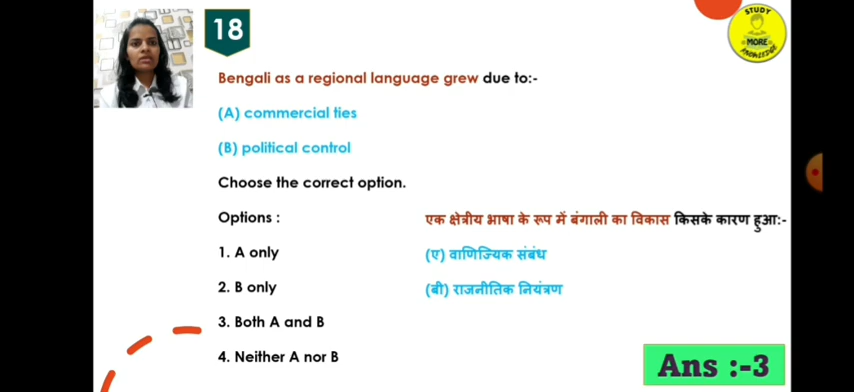 18
STUDY
MORE
KNOWLEDGE
Bengali as a regional language grew due to:-
(A) commercial ties
(B) political control
Choose the correct option.
Options :
1. A only
2. B only
3. Both A and B
4. Neither A nor B
एक क्षेत्रीय भाषा के रूप में बंगाली का विकास किसके कारण हुआ:-
(ए) वाणिज्यिक संबंध
(बी) राजनीतिक नियंत्रण
Ans :-3